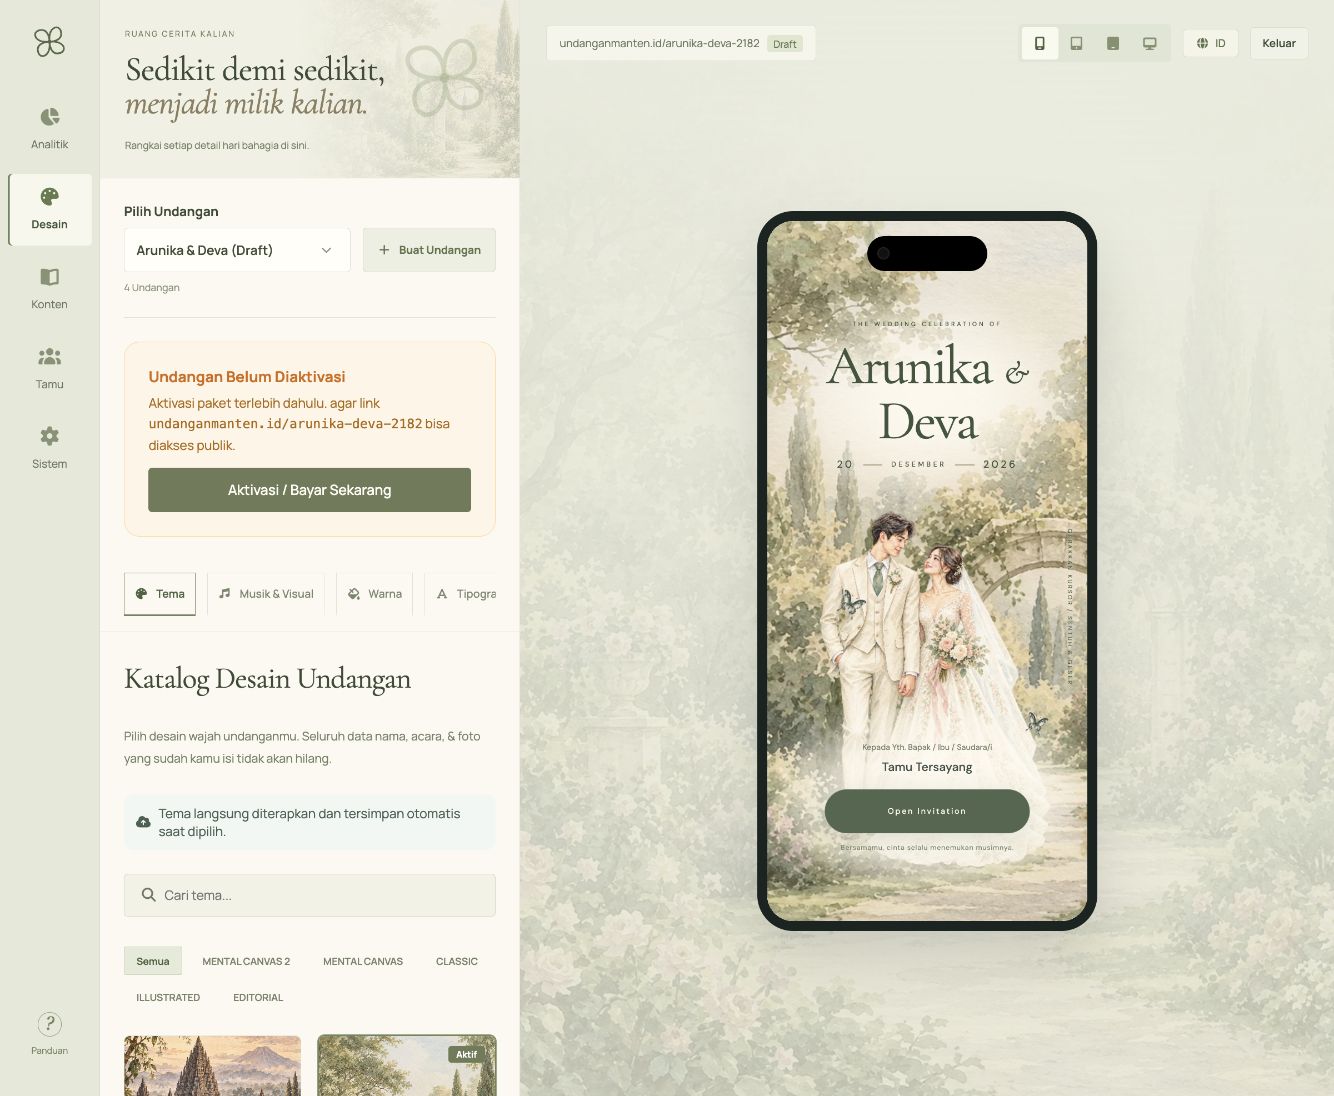 RUANG CERITA KALIAN
Sedikit demi sedikit,
menjadi milik kalian.
Rangkai setiap detail hari bahagia di sini.
Analitik
Desain
Konten
Tamu
Sistem
?
Panduan
Pilih Undangan
Arunika & Deva (Draft)
+ Buat Undangan
4 Undangan
Undangan Belum Diaktivasi
Aktivasi paket terlebih dahulu. agar link
undanganmanten.id/arunika-deva-2182 bisa
diakses publik.
Aktivasi / Bayar Sekarang
Tema
Musik & Visual
Warna
A Tipogra
Katalog Desain Undangan
Pilih desain wajah undanganmu. Seluruh data nama, acara, & foto
yang sudah kamu isi tidak akan hilang.
Tema langsung diterapkan dan tersimpan otomatis
saat dipilih.
Cari tema...
Semua
MENTAL CANVAS 2
MENTAL CANVAS
CLASSIC
ILLUSTRATED
EDITORIAL
Aktif
undanganmanten.id/arunika-deva-2182 Draft
ID
Keluar
THE WEDDING CELEBRATION OF
Arunika &
Deva
20 — DESEMBER — 2026
GERAKKAN KURSOR / SENTUH & GESER
Kepada Yth. Bapak / Ibu / Saudara/i
Tamu Tersayang
Open Invitation
Bersamamu, cinta selalu menemukan musimnya.